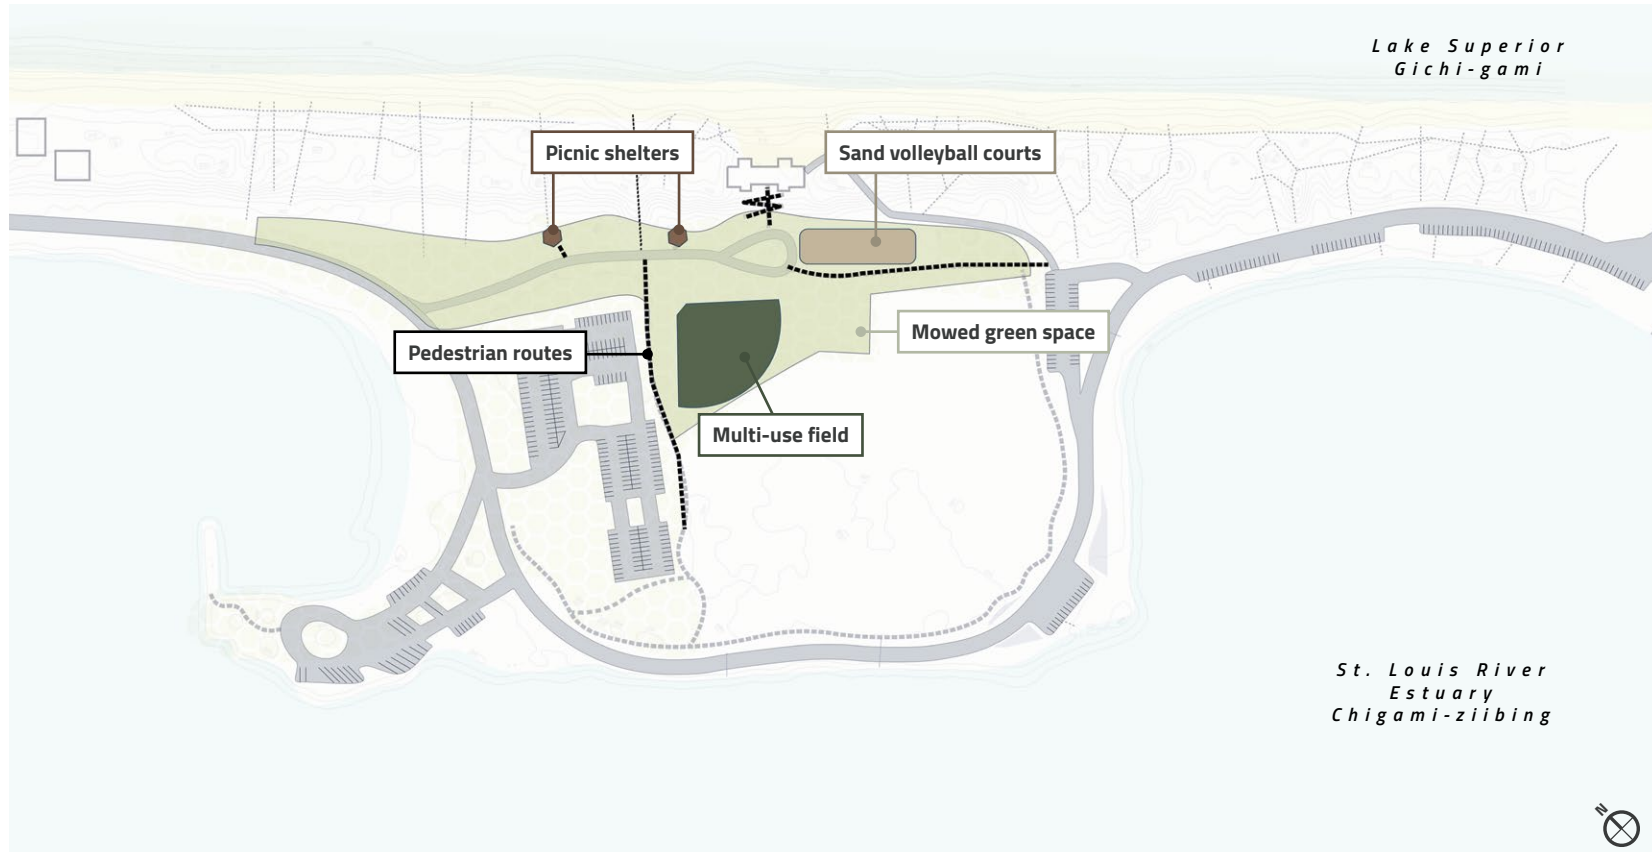 Lake Superior
Gichi-gami
Picnic shelters
Sand volleyball courts
Mowed green space
Pedestrian routes
Multi-use field
St. Louis River
Estuary
Chigami-ziibing
N